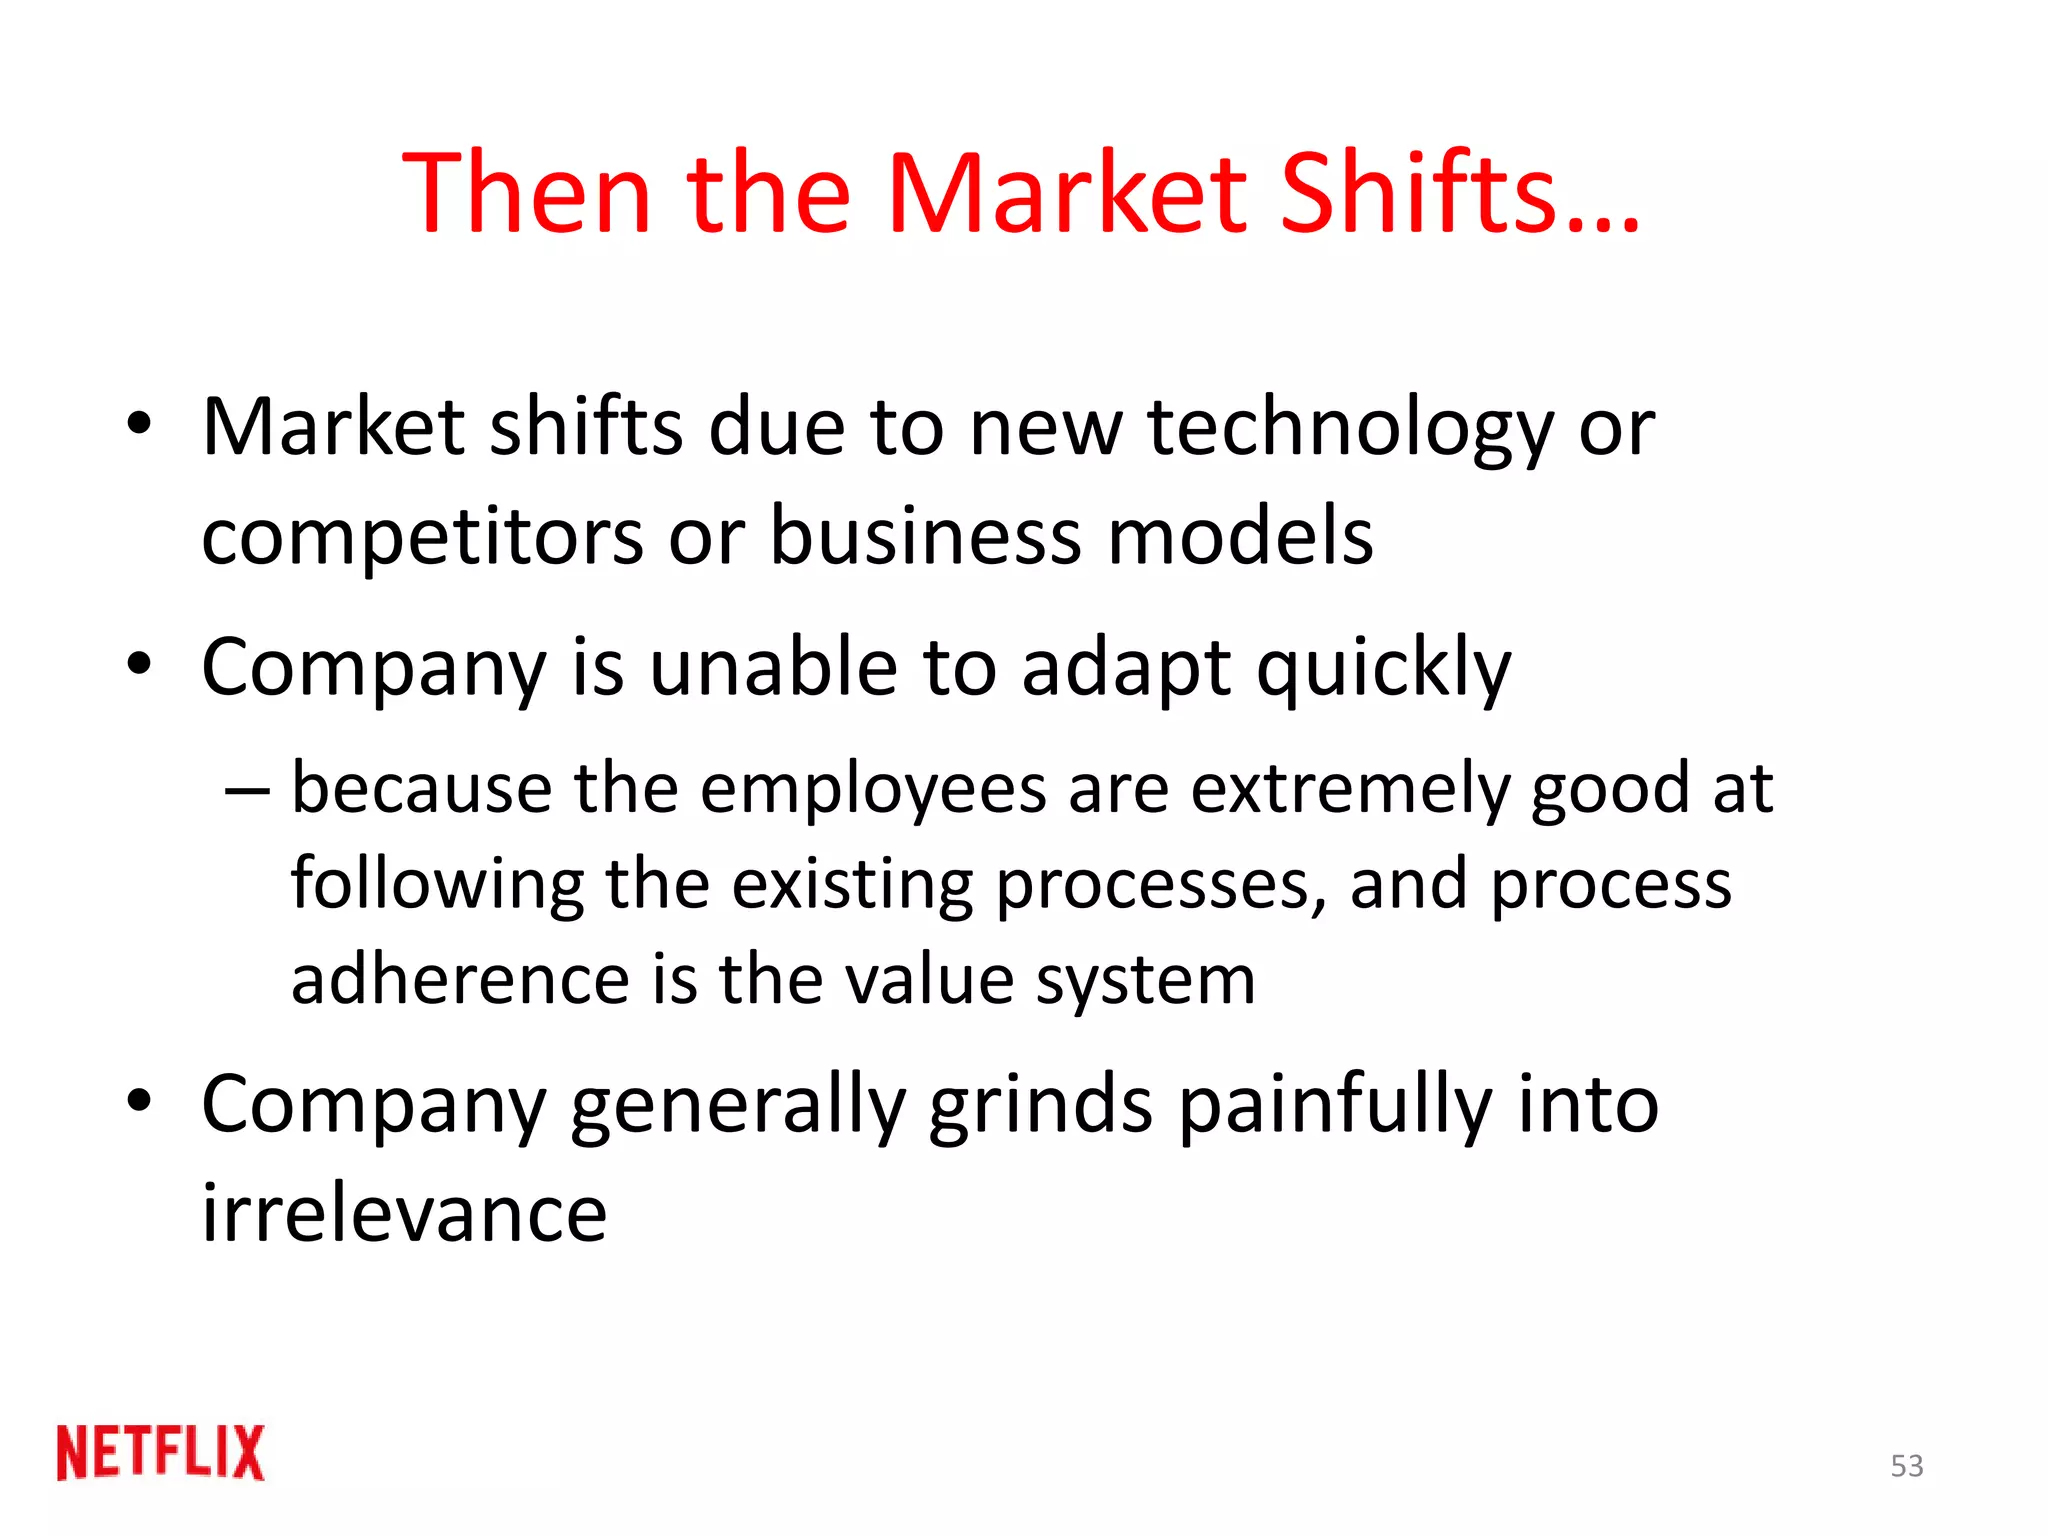 Then the Market Shifts…
• Market shifts due to new technology or
competitors or business models
• Company is unable to adapt quickly
– because the employees are extremely good at
following the existing processes, and process
adherence is the value system
• Company generally grinds painfully into
irrelevance
NETFLIX
53